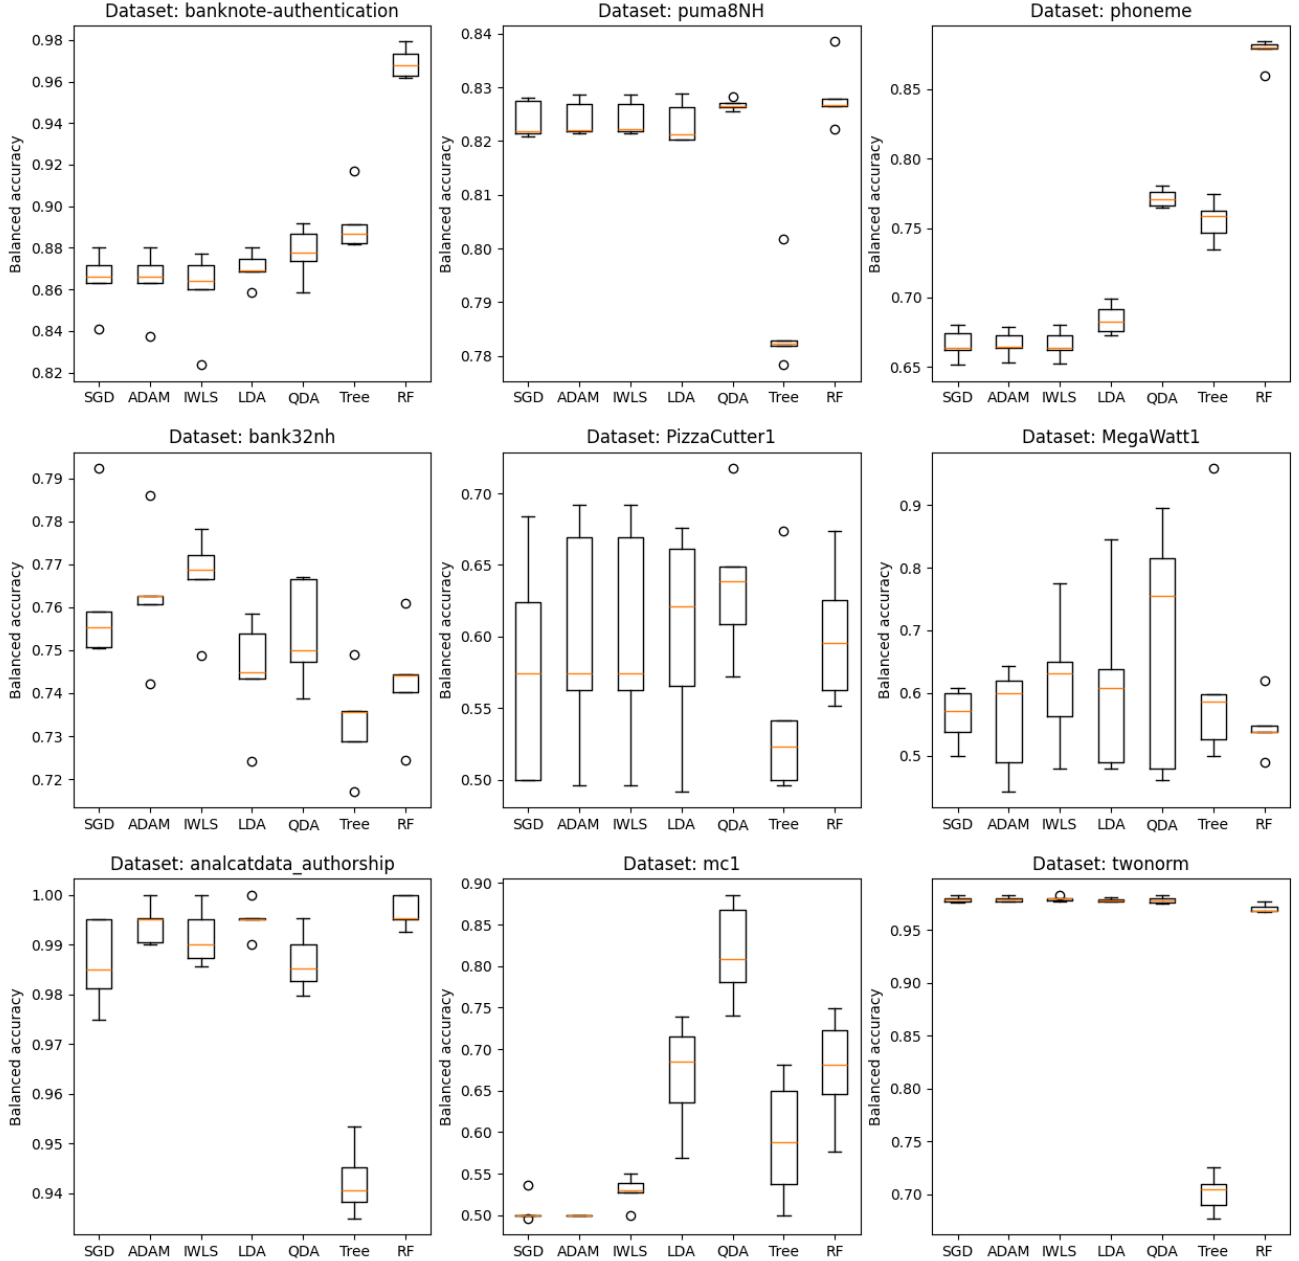 Dataset: banknote-authentication
Balanced accuracy
0.98
0.96
0.94
0.92
0.90
0.88
0.86
0.84
0.82
SGD ADAM IWLS LDA QDA Tree RF
Dataset: puma8NH
Balanced accuracy
0.84
0.83
0.82
0.81
0.80
0.79
0.78
SGD ADAM IWLS LDA QDA Tree RF
Dataset: phoneme
Balanced accuracy
0.85
0.80
0.75
0.70
0.65
SGD ADAM IWLS LDA QDA Tree RF
Dataset: bank32nh
Balanced accuracy
0.79
0.78
0.77
0.76
0.75
0.74
0.73
0.72
SGD ADAM IWLS LDA QDA Tree RF
Dataset: PizzaCutter1
Balanced accuracy
0.70
0.65
0.60
0.55
0.50
SGD ADAM IWLS LDA QDA Tree RF
Dataset: MegaWatt1
Balanced accuracy
0.9
0.8
0.7
0.6
0.5
SGD ADAM IWLS LDA QDA Tree RF
Dataset: analcatdata_authorship
Balanced accuracy
1.00
0.99
0.98
0.97
0.96
0.95
0.94
SGD ADAM IWLS LDA QDA Tree RF
Dataset: mc1
Balanced accuracy
0.90
0.85
0.80
0.75
0.70
0.65
0.60
0.55
0.50
SGD ADAM IWLS LDA QDA Tree RF
Dataset: twonorm
Balanced accuracy
0.95
0.90
0.85
0.80
0.75
0.70
SGD ADAM IWLS LDA QDA Tree RF